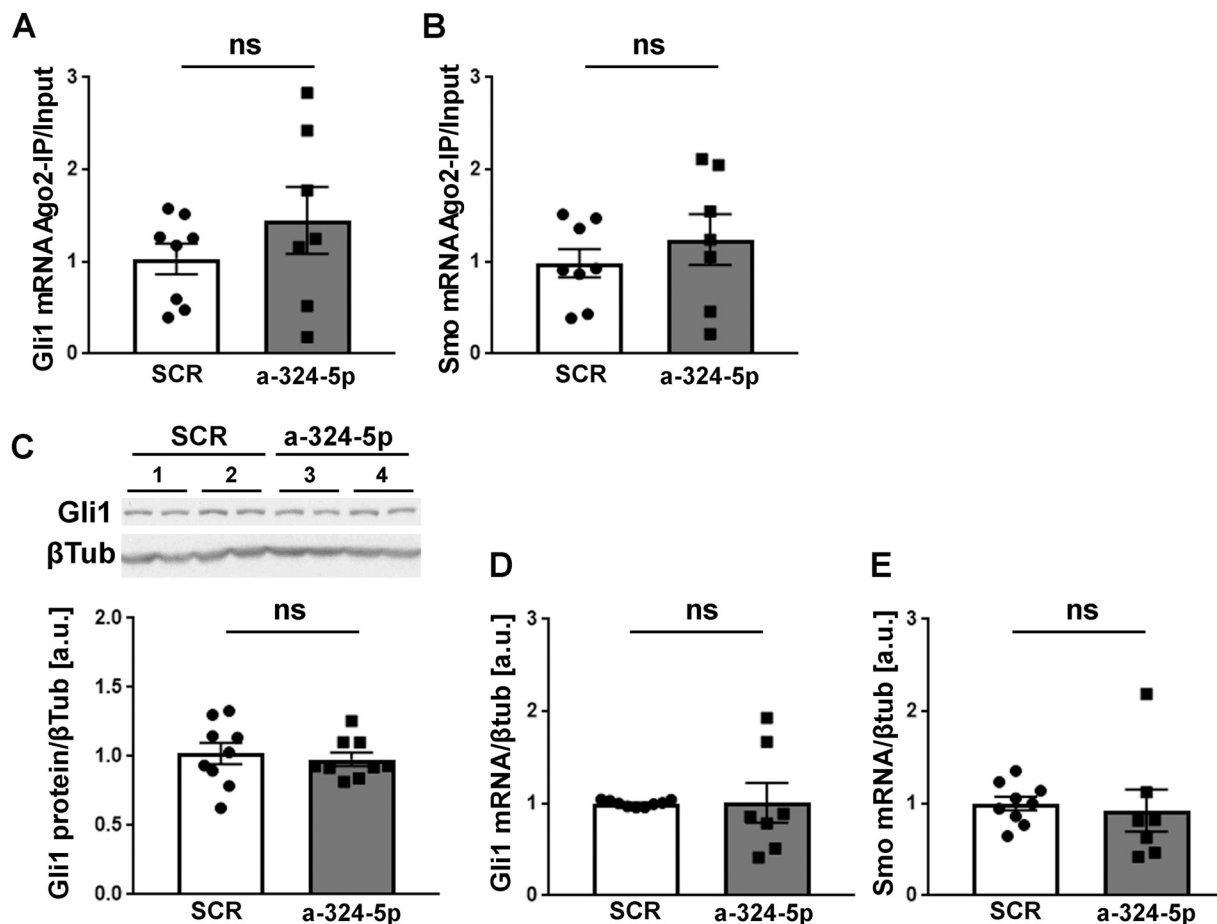 A
ns
Gli1 mRNA Ago2-IP/Input
3
2
1
0
SCR
a-324-5p
B
ns
Smo mRNA Ago2-IP/Input
3
2
1
0
SCR
a-324-5p
C
SCR
a-324-5p
1
2
3
4
Gli1
βTub
ns
Gli1 protein/βTub [a.u.]
2.0
1.5
1.0
0.5
0.0
SCR
a-324-5p
D
ns
Gli1 mRNA/βtub [a.u.]
3
2
1
0
SCR
a-324-5p
E
ns
Smo mRNA/βtub [a.u.]
3
2
1
0
SCR
a-324-5p